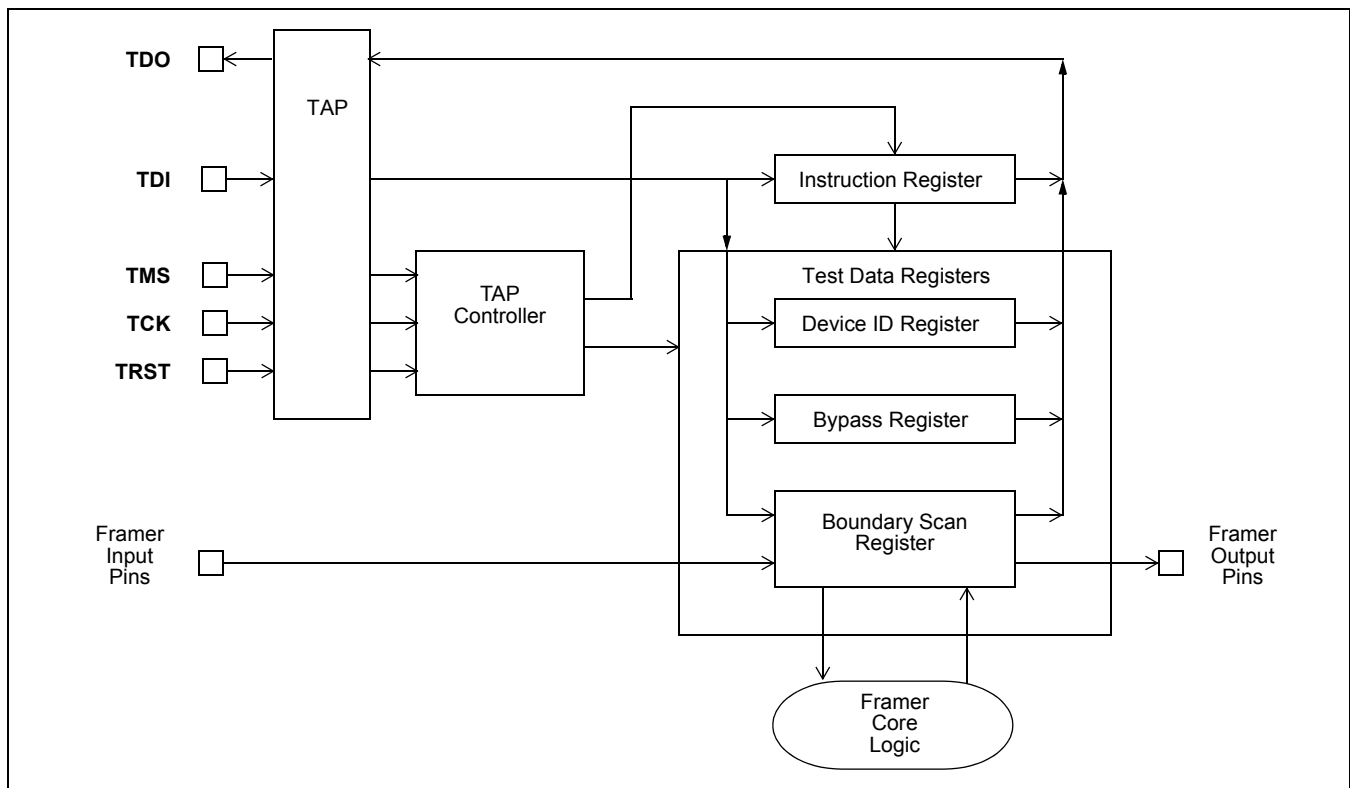 TDO
TAP
TDI
Instruction Register
TMS
TCK
TRST
TAP
Controller
Test Data Registers
Device ID Register
Bypass Register
Boundary Scan
Register
Framer
Input
Pins
Framer
Output
Pins
Framer
Core
Logic